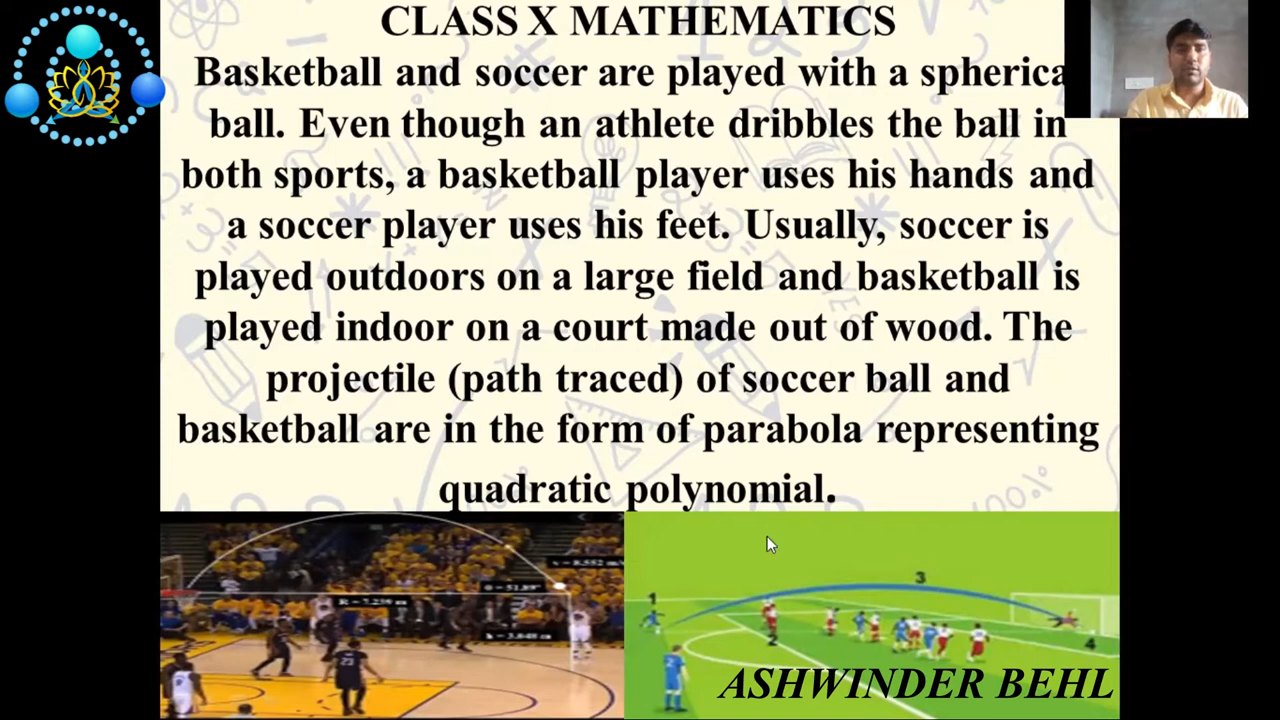 CLASS X MATHEMATICS
Basketball and soccer are played with a spherica
ball. Even though an athlete dribbles the ball in
both sports, a basketball player uses his hands and
a soccer player uses his feet. Usually, soccer is
played outdoors on a large field and basketball is
played indoor on a court made out of wood. The
projectile (path traced) of soccer ball and
basketball are in the form of parabola representing
quadratic polynomial.
3
1
2
4
23
ASHWINDER BEHL